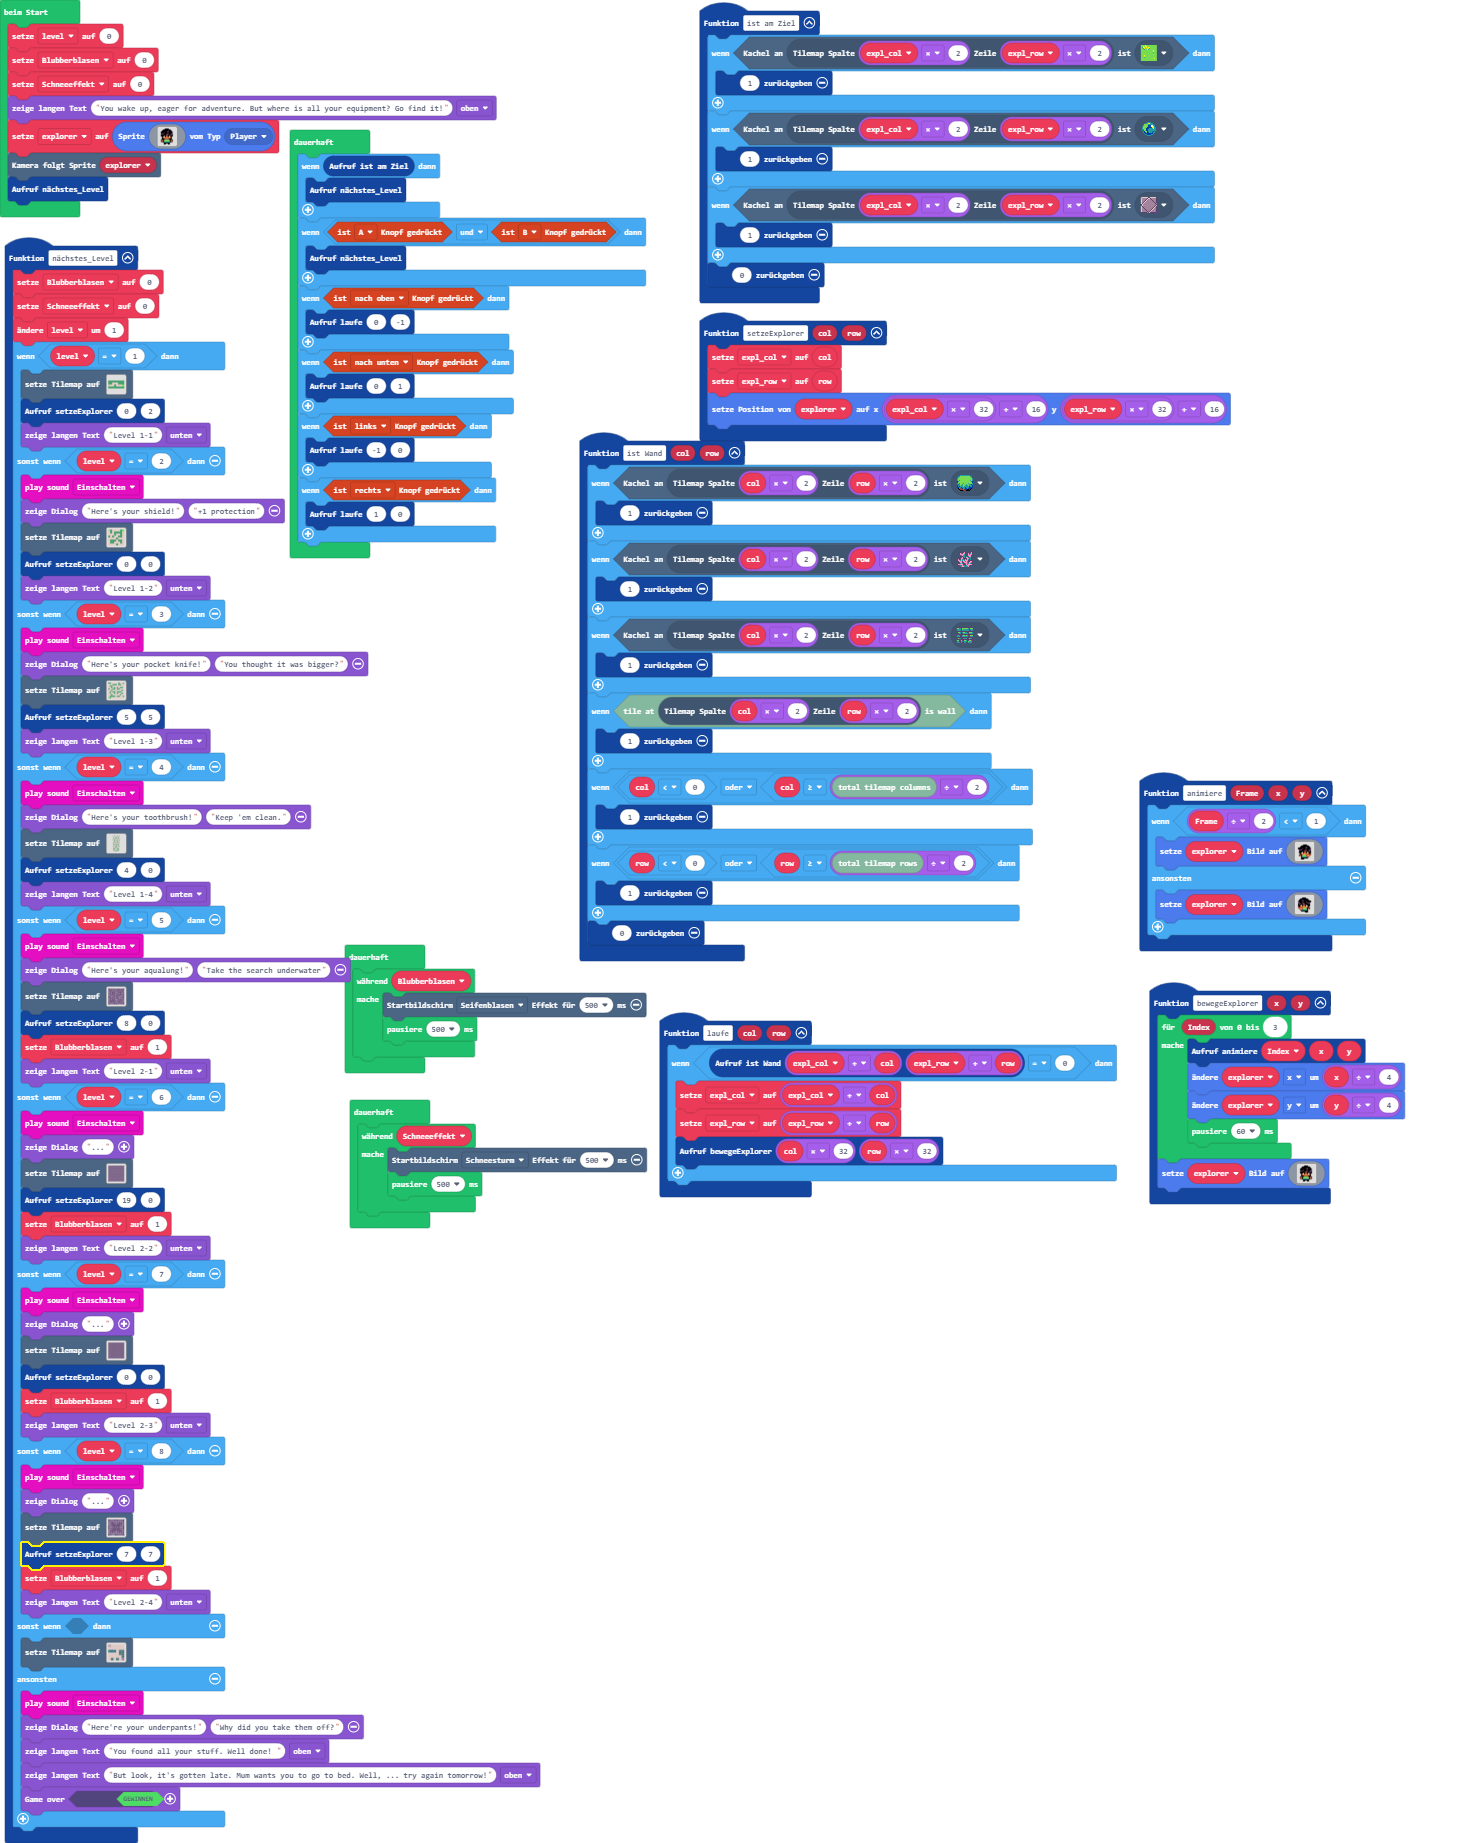 beim Start
setze level auf 0
setze Blubberblasen auf 0
setze Schneeeffekt auf 0
zeige langen Text "You wake up, eager for adventure. But where is all your equipment? Go find it!" oben
setze explorer auf Sprite vom Typ Player
Kamera folgt Sprite explorer
Aufruf nächstes_Level
Funktion nächstes_Level
setze Blubberblasen auf 0
setze Schneeeffekt auf 0
ändere level um 1
wenn level = 1 dann
setze Tilemap auf
Aufruf setzeExplorer 0 2
zeige langen Text "Level 1-1" unten
sonst wenn level = 2 dann
play sound Einschalten
zeige Dialog "Here's your shield!" "+1 protection"
setze Tilemap auf
Aufruf setzeExplorer 0 0
zeige langen Text "Level 1-2" unten
sonst wenn level = 3 dann
play sound Einschalten
zeige Dialog "Here's your pocket knife!" "You thought it was bigger?"
setze Tilemap auf
Aufruf setzeExplorer 5 5
zeige langen Text "Level 1-3" unten
sonst wenn level = 4 dann
play sound Einschalten
zeige Dialog "Here's your toothbrush!" "Keep 'em clean."
setze Tilemap auf
Aufruf setzeExplorer 4 0
zeige langen Text "Level 1-4" unten
sonst wenn level = 5 dann
play sound Einschalten
zeige Dialog "Here's your aqualung!" "Take the search underwater"
setze Tilemap auf
Aufruf setzeExplorer 8 0
setze Blubberblasen auf 1
zeige langen Text "Level 2-1" unten
sonst wenn level = 6 dann
play sound Einschalten
zeige Dialog "..."
setze Tilemap auf
Aufruf setzeExplorer 19 0
setze Blubberblasen auf 1
zeige langen Text "Level 2-2" unten
sonst wenn level = 7 dann
play sound Einschalten
zeige Dialog "..."
setze Tilemap auf
Aufruf setzeExplorer 0 0
setze Blubberblasen auf 1
zeige langen Text "Level 2-3" unten
sonst wenn level = 8 dann
play sound Einschalten
zeige Dialog "..."
setze Tilemap auf
Aufruf setzeExplorer 7 7
setze Blubberblasen auf 1
zeige langen Text "Level 2-4" unten
sonst wenn dann
setze Tilemap auf
ansonsten
play sound Einschalten
zeige Dialog "Here're your underpants!" "Why did you take them off?"
zeige langen Text "You found all your stuff. Well done! " oben
zeige langen Text "But look, it's gotten late. Mum wants you to go to bed. Well, ... try again tomorrow!" oben
Game over GEWINNEN
dauerhaft
wenn Aufruf ist am Ziel dann
Aufruf nächstes_Level
wenn ist A Knopf gedrückt und ist B Knopf gedrückt dann
Aufruf nächstes_Level
wenn ist nach oben Knopf gedrückt dann
Aufruf laufe 0 -1
wenn ist nach unten Knopf gedrückt dann
Aufruf laufe 0 1
wenn ist links Knopf gedrückt dann
Aufruf laufe -1 0
wenn ist rechts Knopf gedrückt dann
Aufruf laufe 1 0
dauerhaft
während Blubberblasen
mache Startbildschirm Seifenblasen Effekt für 500 ms
pausiere 500 ms
dauerhaft
während Schneeeffekt
mache Startbildschirm Schneesturm Effekt für 500 ms
pausiere 500 ms
Funktion ist am Ziel
wenn Kachel an Tilemap Spalte expl_col × 2 Zeile expl_row × 2 ist dann
1 zurückgeben
wenn Kachel an Tilemap Spalte expl_col × 2 Zeile expl_row × 2 ist dann
1 zurückgeben
wenn Kachel an Tilemap Spalte expl_col × 2 Zeile expl_row × 2 ist dann
1 zurückgeben
0 zurückgeben
Funktion setzeExplorer col row
setze expl_col auf col
setze expl_row auf row
setze Position von explorer auf x expl_col × 32 + 16 y expl_row × 32 + 16
Funktion ist Wand col row
wenn Kachel an Tilemap Spalte col × 2 Zeile row × 2 ist dann
1 zurückgeben
wenn Kachel an Tilemap Spalte col × 2 Zeile row × 2 ist dann
1 zurückgeben
wenn Kachel an Tilemap Spalte col × 2 Zeile row × 2 ist dann
1 zurückgeben
wenn tile at Tilemap Spalte col × 2 Zeile row × 2 is wall dann
1 zurückgeben
wenn col < 0 oder col ≥ total tilemap columns ÷ 2 dann
1 zurückgeben
wenn row < 0 oder row ≥ total tilemap rows ÷ 2 dann
1 zurückgeben
0 zurückgeben
Funktion laufe col row
wenn Aufruf ist Wand expl_col + col expl_row + row = 0 dann
setze expl_col auf expl_col + col
setze expl_row auf expl_row + row
Aufruf bewegeExplorer col × 32 row × 32
Funktion animiere Frame x y
wenn Frame ÷ 2 < 1 dann
setze explorer Bild auf
ansonsten
setze explorer Bild auf
Funktion bewegeExplorer x y
für Index von 0 bis 3
mache Aufruf animiere Index x y
ändere explorer x um x ÷ 4
ändere explorer y um y ÷ 4
pausiere 60 ms
setze explorer Bild auf